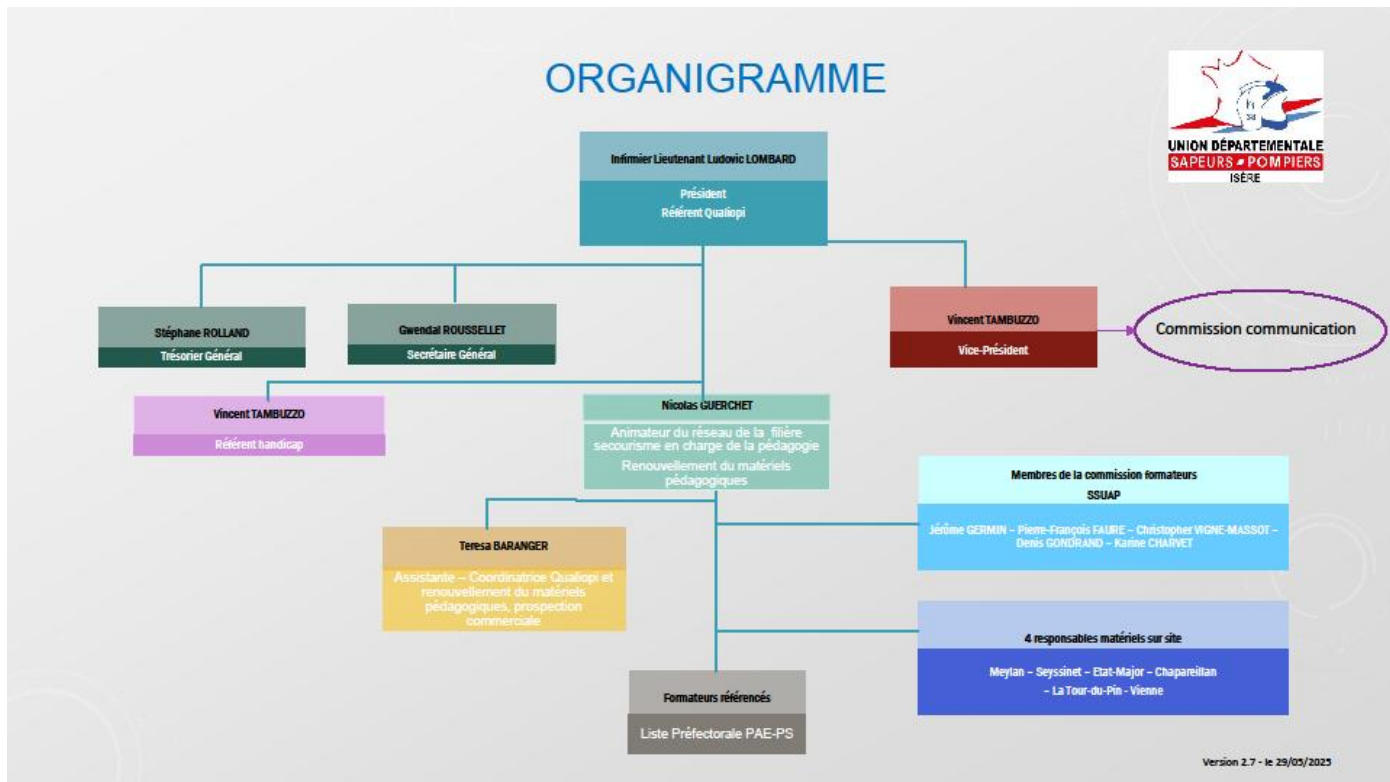 ORGANIGRAMME
UNION DÉPARTEMENTALE
SAPEURS-POMPIERS
ISÈRE
Infirmier Lieutenant Ludovic LOMBARD
Président
Référent Qualiopi
Stéphane ROLLAND
Trésorier Général
Gwendal ROUSSELLET
Secrétaire Général
Vincent TAMBUZZO
Vice-Président
Commission communication
Vincent TAMBUZZO
Référent handicap
Nicolas GUERCHET
Animateur du réseau de la filière
secourisme en charge de la pédagogie
Renouvellement du matériels
pédagogiques
Membres de la commission formateurs
SSUAP
Jérôme GERMIN – Pierre-François FAURE – Christopher VIGNE-MASSOT –
Denis GONDRAND – Karine CHARVET
Teresa BARANGER
Assistante – Coordinatrice Qualiopi et
renouvellement du matériels
pédagogiques, prospection
commerciale
4 responsables matériels sur site
Meylan – Seyssinet – Etat-Major – Chapareillan
– La Tour-du-Pin - Vienne
Formateurs référencés
Liste Préfectorale PAE-PS
Version 2.7 - le 29/05/2025